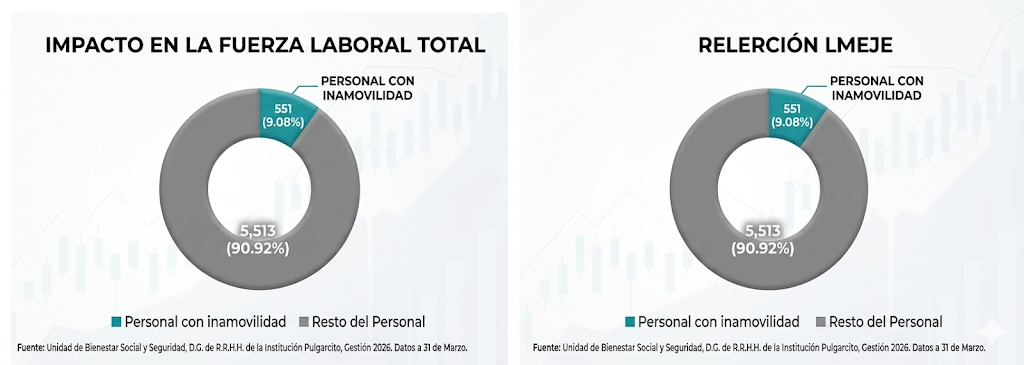 IMPACTO EN LA FUERZA LABORAL TOTAL
PERSONAL CON
INAMOVILIDAD
551
(9.08%)
5,513
(90.92%)
Personal con inamovilidad
Resto del Personal
Fuente: Unidad de Bienestar Social y Seguridad, D.G. de R.R.H.H. de la Institución Pulgarcito, Gestión 2026. Datos a 31 de Marzo.
RELERCIÓN LMEJE
PERSONAL CON
INAMOVILIDAD
551
(9.08%)
5,513
(90.92%)
Personal con inamovilidad
Resto del Personal
Fuente: Unidad de Bienestar Social y Seguridad, D.G. de R.R.H.H. de la Institución Pulgarcito, Gestión 2026. Datos a 31 de Marzo.